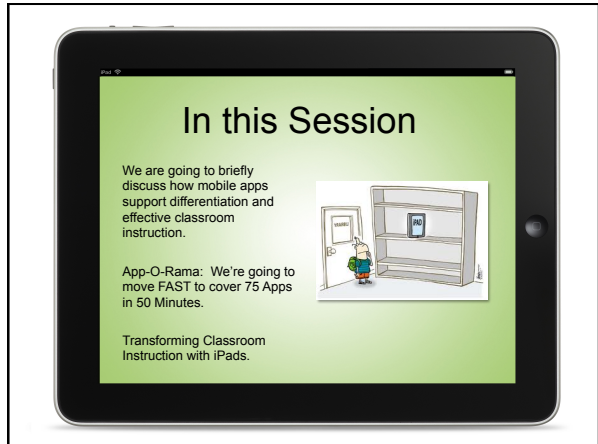 iPad
In this Session
We are going to briefly
discuss how mobile apps
support differentiation and
effective classroom
instruction.
App-O-Rama:  We're going to
move FAST to cover 75 Apps
in 50 Minutes.
Transforming Classroom
Instruction with iPads.
iPAD